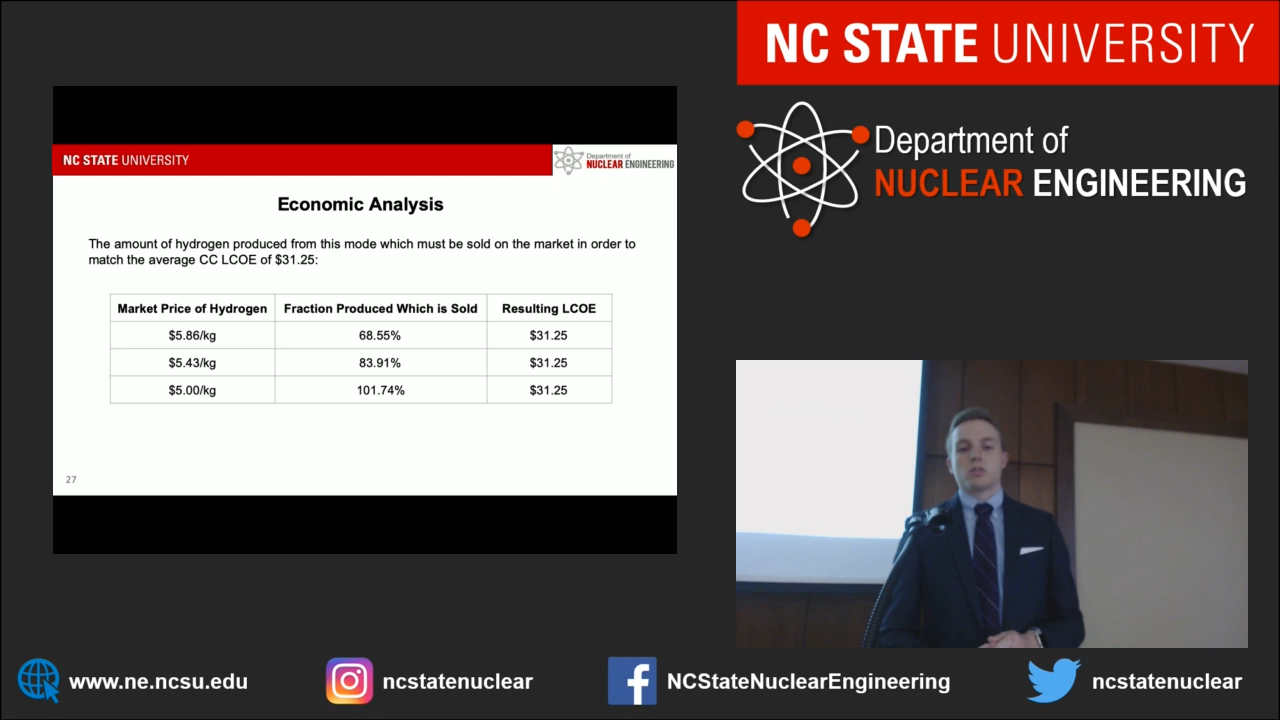 NC STATE UNIVERSITY
Department of
NUCLEAR ENGINEERING
NC STATE UNIVERSITY
Department of
NUCLEAR ENGINEERING
Economic Analysis
The amount of hydrogen produced from this mode which must be sold on the market in order to
match the average CC LCOE of $31.25:
Market Price of Hydrogen Fraction Produced Which is Sold Resulting LCOE
$5.86/kg 68.55% $31.25
$5.43/kg 83.91% $31.25
$5.00/kg 101.74% $31.25
27
www.ne.ncsu.edu ncstatenuclear NCStateNuclearEngineering ncstatenuclear